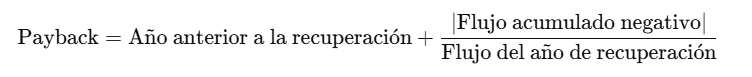 Payback = Año anterior a la recuperación + |Flujo acumulado negativo| / Flujo del año de recuperación